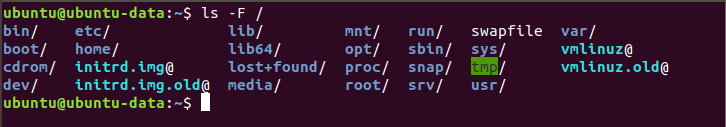 ubuntu@ubuntu-data:~$ ls -F /
bin/ etc/ lib/ mnt/ run/ swapfile var/
boot/ home/ lib64/ opt/ sbin/ sys/ vmlinuz@
cdrom/ initrd.img@ lost+found/ proc/ snap/ tmp/ vmlinuz.old@
dev/ initrd.img.old@ media/ root/ srv/ usr/
ubuntu@ubuntu-data:~$